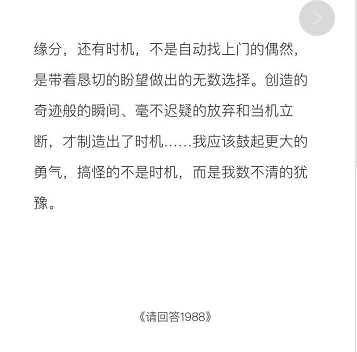 缘分，还有时机，不是自动找上门的偶然，
是带着恳切的盼望做出的无数选择。创造的
奇迹般的瞬间、毫不迟疑的放弃和当机立
断，才制造出了时机……我应该鼓起更大的
勇气，搞怪的不是时机，而是我数不清的犹
豫。
《请回答1988》